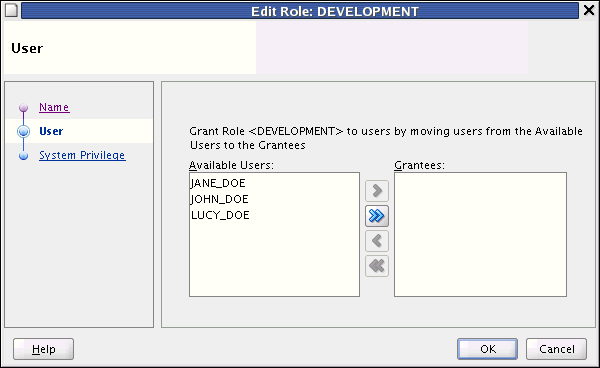 Edit Role: DEVELOPMENT
User
Name
User
System Privilege
Grant Role <DEVELOPMENT> to users by moving users from the Available
Users to the Grantees
Available Users:
JANE_DOE
JOHN_DOE
LUCY_DOE
Grantees:
Help
OK
Cancel